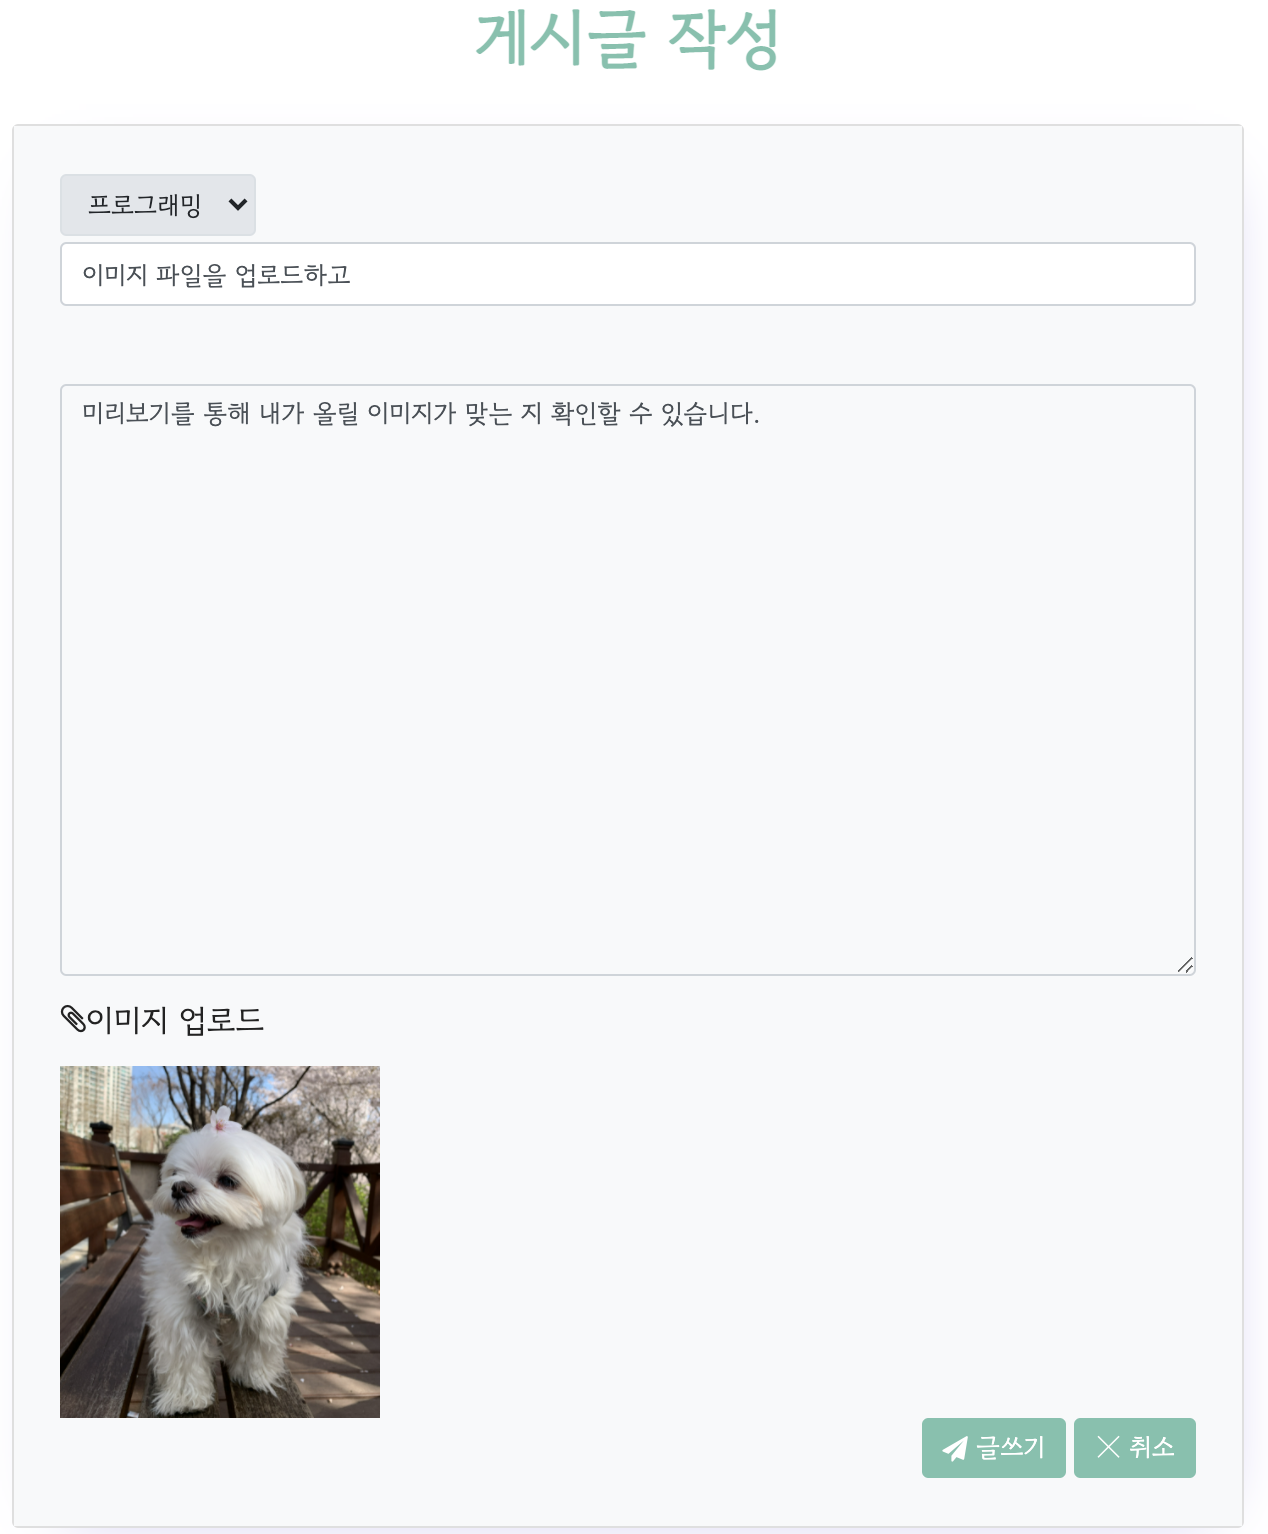 게시글 작성
프로그래밍
이미지 파일을 업로드하고
미리보기를 통해 내가 올릴 이미지가 맞는 지 확인할 수 있습니다.
이미지 업로드
글쓰기
취소